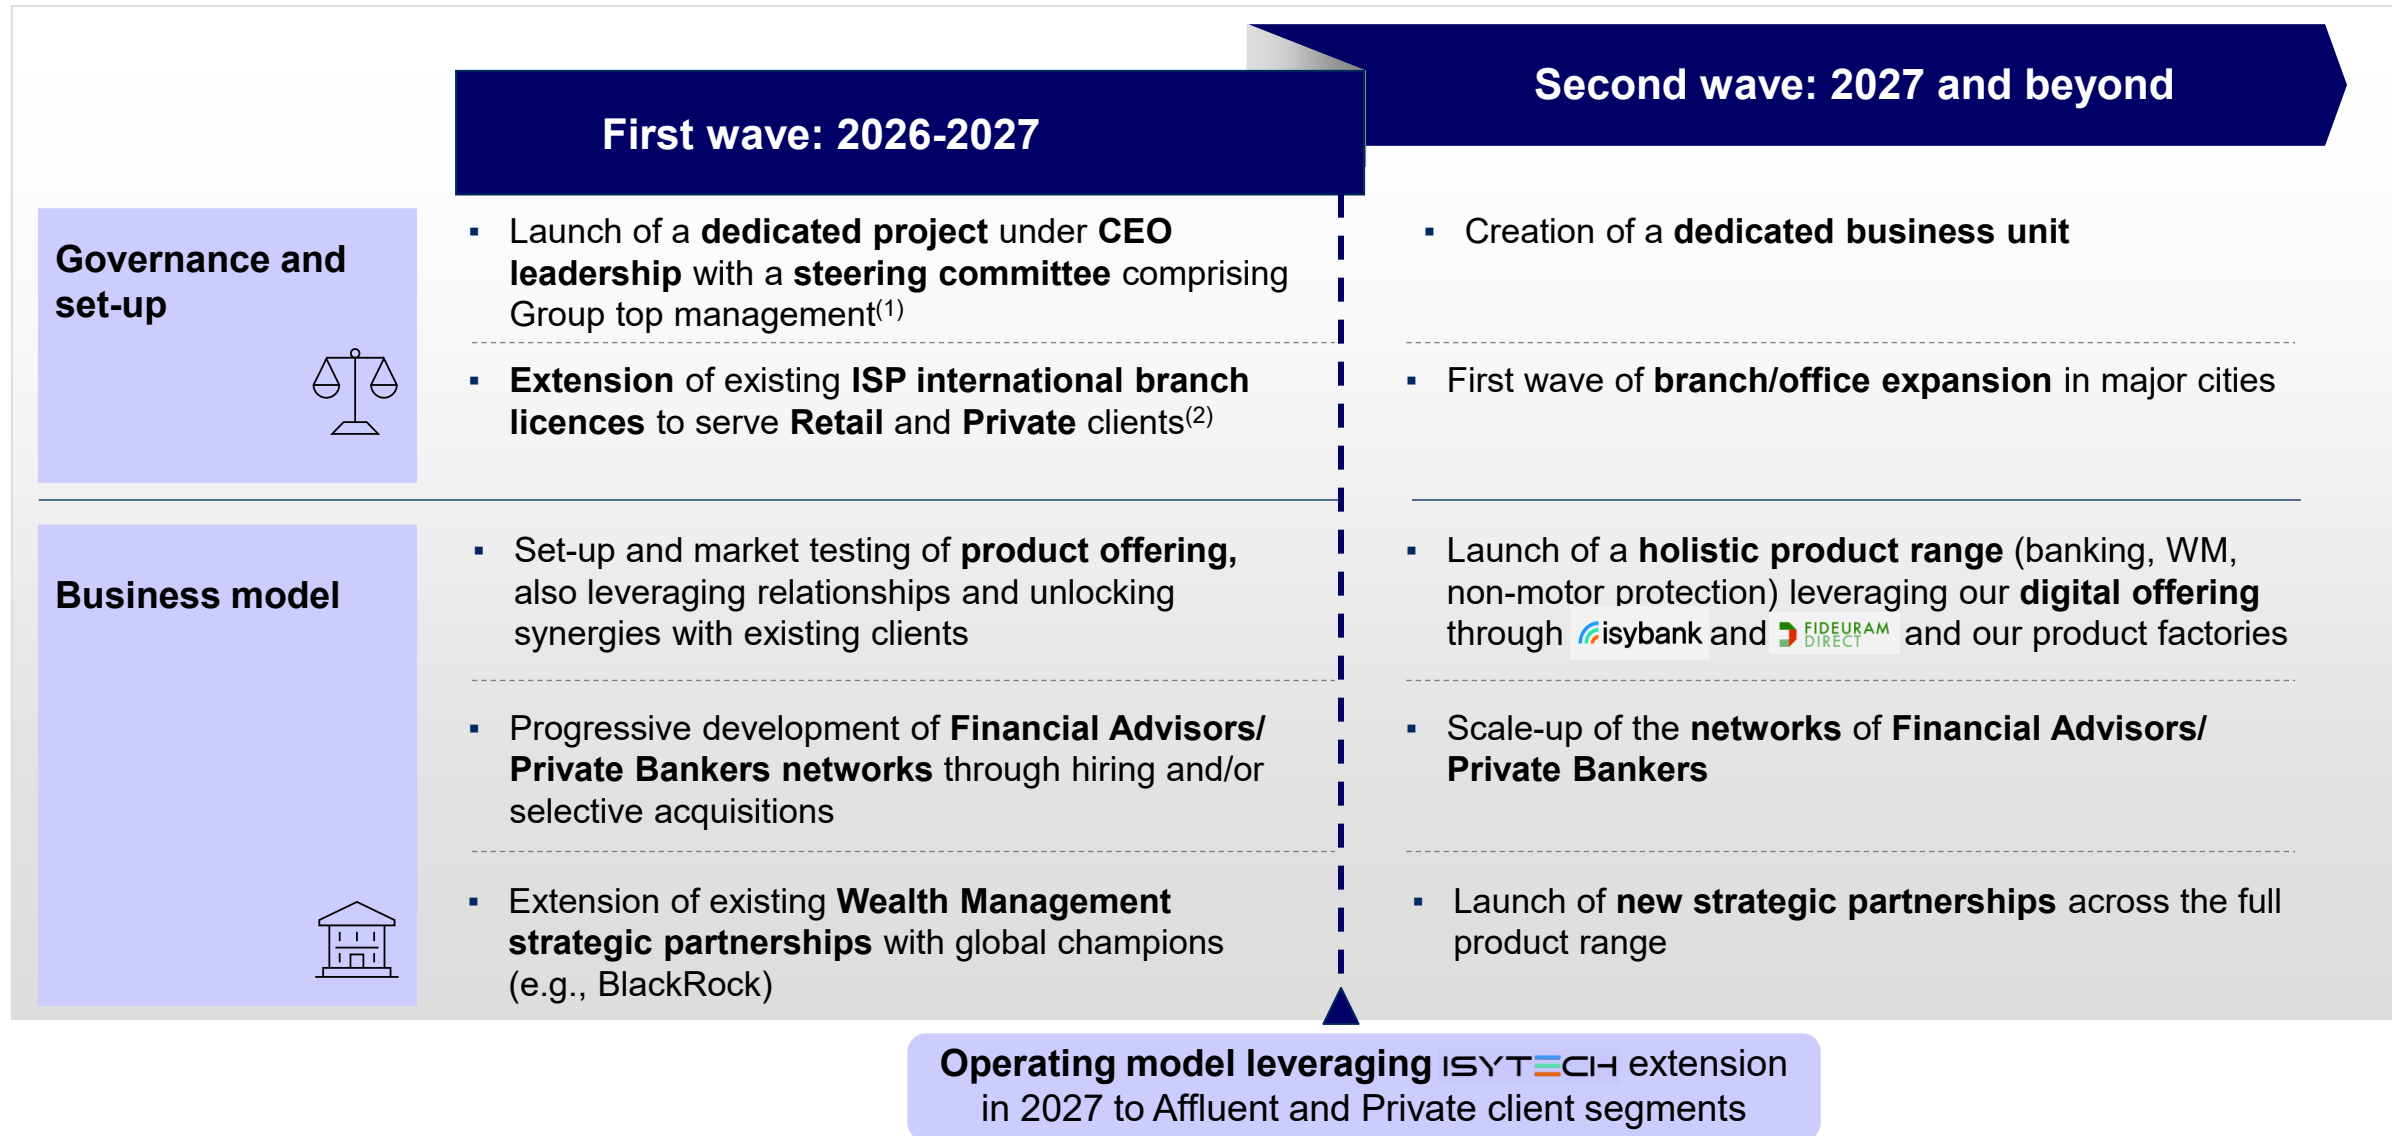 Second wave: 2027 and beyond
First wave: 2026-2027
Governance and
set-up
▪ Launch of a dedicated project under CEO
leadership with a steering committee comprising
Group top management(1)
▪ Creation of a dedicated business unit
▪ Extension of existing ISP international branch
licences to serve Retail and Private clients(2)
▪ First wave of branch/office expansion in major cities
Business model
▪ Set-up and market testing of product offering,
also leveraging relationships and unlocking
synergies with existing clients
▪ Launch of a holistic product range (banking, WM,
non-motor protection) leveraging our digital offering
through isybank and FIDEURAM DIRECT and our product factories
▪ Progressive development of Financial Advisors/
Private Bankers networks through hiring and/or
selective acquisitions
▪ Scale-up of the networks of Financial Advisors/
Private Bankers
▪ Extension of existing Wealth Management
strategic partnerships with global champions
(e.g., BlackRock)
▪ Launch of new strategic partnerships across the full
product range
Operating model leveraging ISYTECH extension
in 2027 to Affluent and Private client segments